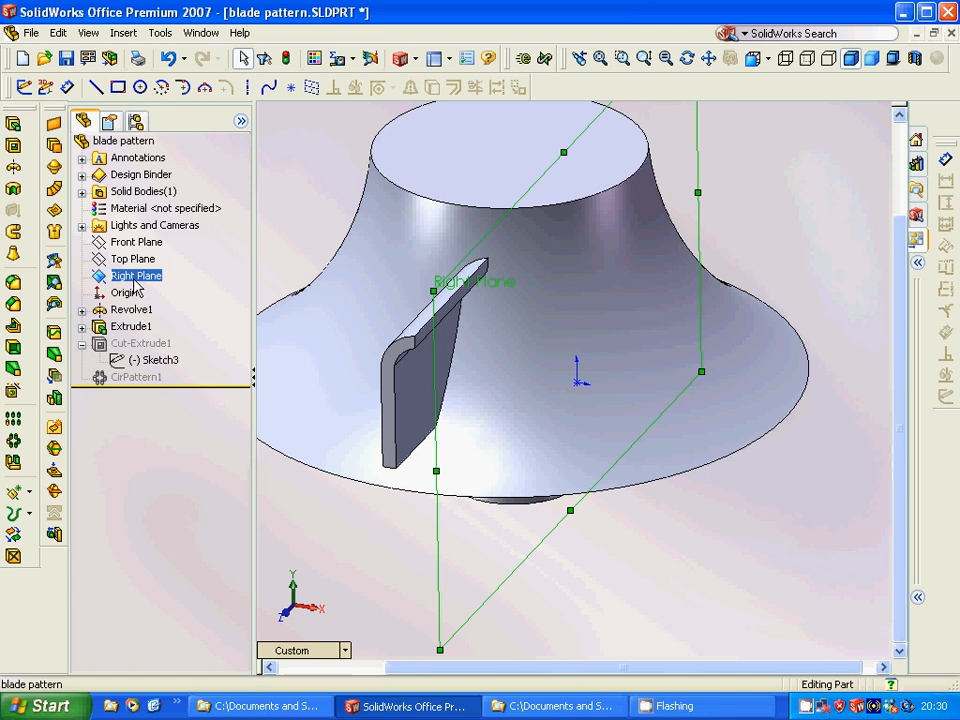 SolidWorks Office Premium 2007 - [blade pattern.SLDPRT *]
File Edit View Insert Tools Window Help
SolidWorks Search
blade pattern
Annotations
Design Binder
Solid Bodies(1)
Material <not specified>
Lights and Cameras
Front Plane
Top Plane
Right Plane
Origin
Revolve1
Extrude1
Cut-Extrude1
(-) Sketch3
CirPattern1
Right Plane
Y
X
Z
Custom
blade pattern
Editing Part
Start
C:\Documents and S...
SolidWorks Office Pr...
C:\Documents and S...
Flashing
20:30